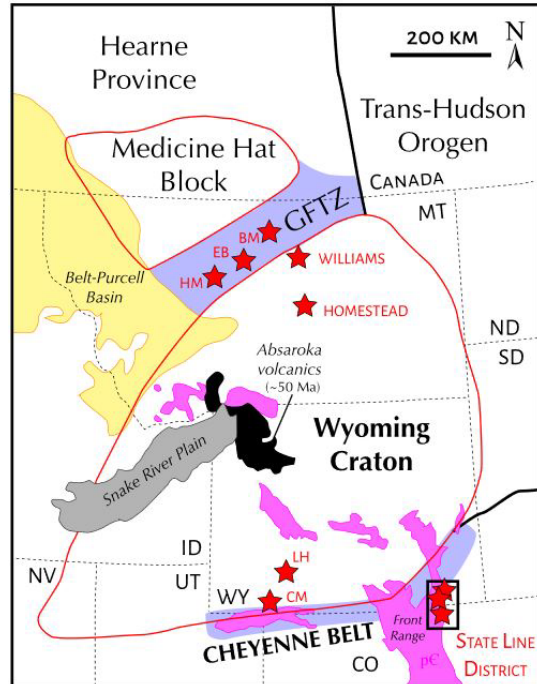 Hearne
Province
200 KM
N
Trans-Hudson
Orogen
Medicine Hat
Block
CANADA
MT
GFTZ
BM
EB
HM
WILLIAMS
Belt-Purcell
Basin
HOMESTEAD
ND
SD
Absaroka
volcanics
(~50 Ma)
Wyoming
Craton
Snake River Plain
ID
NV
UT
LH
WY
CM
CHEYENNE BELT
Front
Range
CO
p𝈺
STATE LINE
DISTRICT